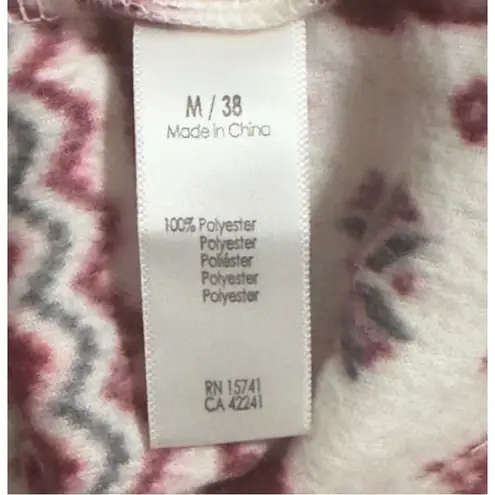 M / 38
Made in China
100% Polyester
Polyester
Poliéster
Polyester
Polyester
RN 15741
CA 42241